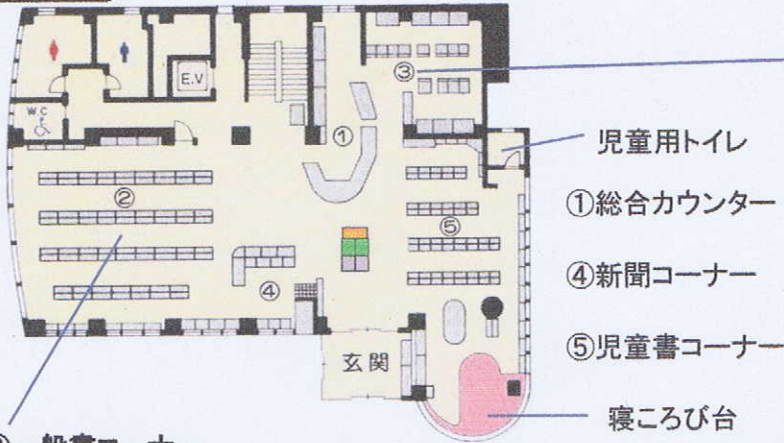 E.V
③
W.C
①
児童用トイレ
②
①総合カウンター
⑤
④新聞コーナー
④
⑤児童書コーナー
玄関
寝ころび台